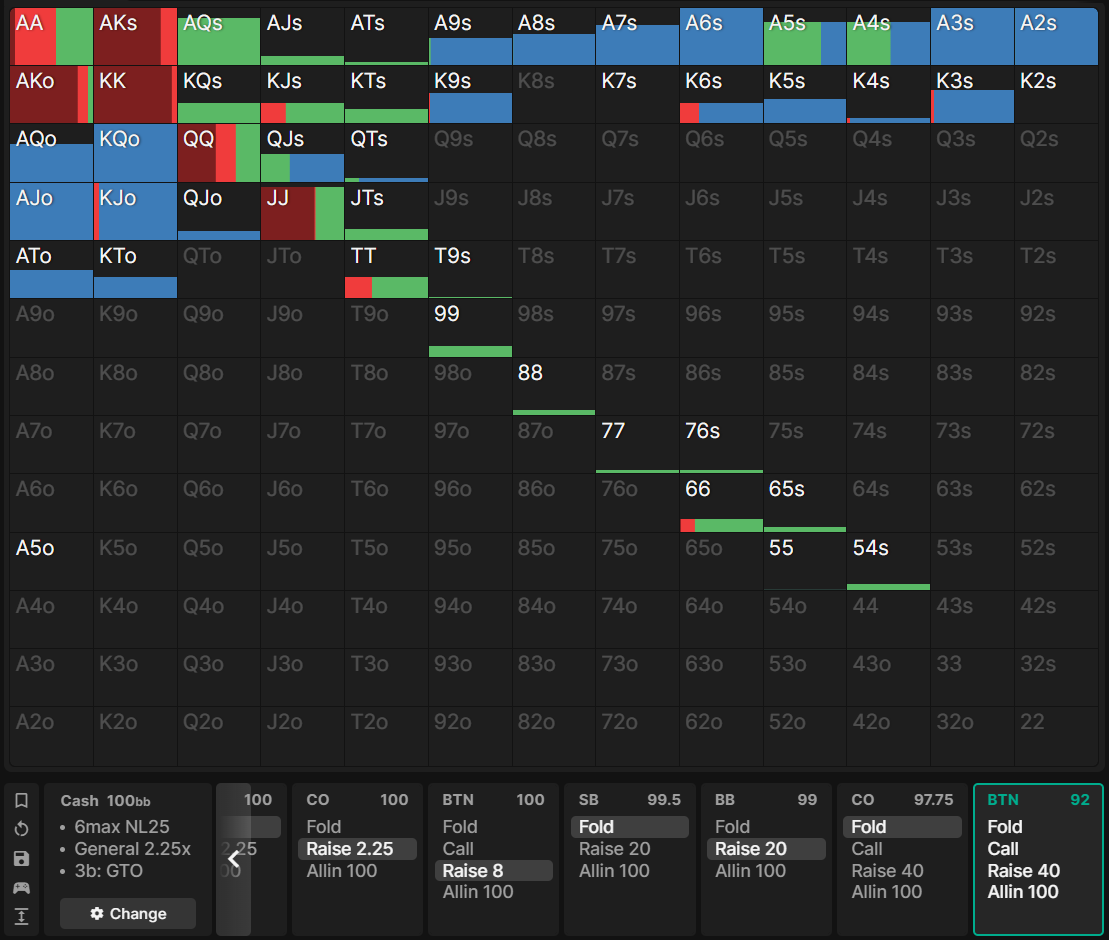 AA AKs AQs AJs ATs A9s A8s A7s A6s A5s A4s A3s A2s
AKo KK KQs KJs KTs K9s K8s K7s K6s K5s K4s K3s K2s
AQo KQo QQ QJs QTs Q9s Q8s Q7s Q6s Q5s Q4s Q3s Q2s
AJo KJo QJo JJ JTs J9s J8s J7s J6s J5s J4s J3s J2s
ATo KTo QTo JTo TT T9s T8s T7s T6s T5s T4s T3s T2s
A9o K9o Q9o J9o T9o 99 98s 97s 96s 95s 94s 93s 92s
A8o K8o Q8o J8o T8o 98o 88 87s 86s 85s 84s 83s 82s
A7o K7o Q7o J7o T7o 97o 87o 77 76s 75s 74s 73s 72s
A6o K6o Q6o J6o T6o 96o 86o 76o 66 65s 64s 63s 62s
A5o K5o Q5o J5o T5o 95o 85o 75o 65o 55 54s 53s 52s
A4o K4o Q4o J4o T4o 94o 84o 74o 64o 54o 44 43s 42s
A3o K3o Q3o J3o T3o 93o 83o 73o 63o 53o 43o 33 32s
A2o K2o Q2o J2o T2o 92o 82o 72o 62o 52o 42o 32o 22
Cash 100bb
• 6max NL25
• General 2.25x
• 3b: GTO
Change
100
2.25
00
CO 100
Fold
Raise 2.25
Allin 100
BTN 100
Fold
Call
Raise 8
Allin 100
SB 99.5
Fold
Raise 20
Allin 100
BB 99
Fold
Raise 20
Allin 100
CO 97.75
Fold
Call
Raise 40
Allin 100
BTN 92
Fold
Call
Raise 40
Allin 100